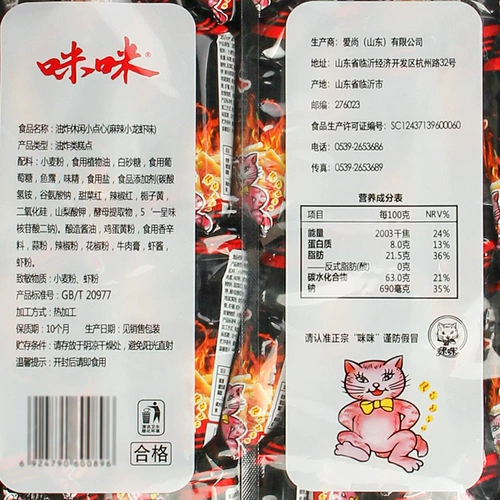 咪咪®
食品名称：油炸休闲小点心(麻辣小龙虾味)
产品类型：油炸类糕点
配料：小麦粉，食用植物油，白砂糖，食用葡
萄糖，鱼露，味精，食用盐，食品添加剂(碳酸
氢铵，谷氨酸钠，甜菜红，辣椒红，栀子黄，
二氧化硅，山梨酸钾，酵母提取物，5‘一呈味
核苷酸二钠)。酿造酱油，鸡蛋黄粉，食用香辛
料，蒜粉，辣椒粉，花椒粉，牛肉膏，虾酱，
虾粉。
致敏物质：小麦粉、虾粉
产品标准号：GB/T 20977
加工方式：热加工
保质期：10个月 生产日期：见销售包装
贮存条件：请存放于阴凉干燥处，避免阳光直射
温馨提示：开封后请即食用
合格
6 924790 600896
生产商：爱尚（山东）有限公司
地址：山东省临沂经济开发区杭州路32号
产地：山东省临沂市
邮编：276023
食品生产许可证编号：SC12437139600060
电话：0539-2653686
传真：0539-2653689
营养成分表
项目 每100克 NRV%
能量 2003千焦 24%
蛋白质 8.0克 13%
脂肪 21.5克 36%
—反式脂肪(酸) 0克
碳水化合物 63.0克 21%
钠 690毫克 35%
请认准正宗“咪咪”谨防假冒
咪咪